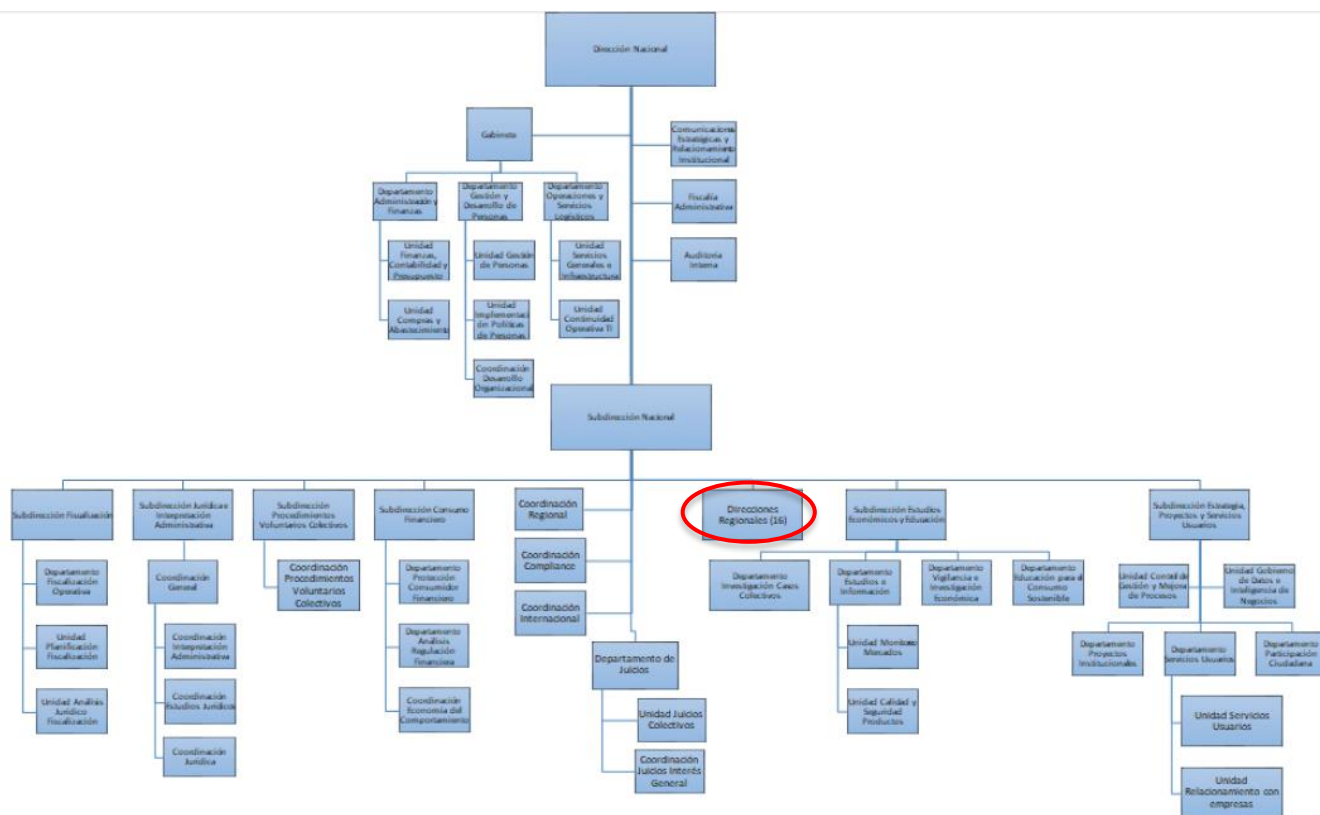 Dirección Nacional
Gabinete
Comunicaciones
Estratégicas y
Relacionamiento
Institucional
Departamento
Administración y
Finanzas
Departamento
Gestión y
Desarrollo de
Personas
Departamento
Operaciones y
Servicios
Logísticos
Fiscalía
Administrativa
Unidad
Finanzas,
Contabilidad y
Presupuesto
Unidad Gestión
de Personas
Unidad
Servicios
Generales e
Infraestructura
Auditoría
Interna
Unidad
Compras y
Abastecimiento
Unidad
Implementaci
ón Políticas
de Personas
Unidad
Continuidad
Operativa TI
Coordinación
Desarrollo
Organizacional
Subdirección Nacional
Subdirección Fiscalización
Subdirección Jurídica e
Interpretación
Administrativa
Subdirección
Procedimientos
Voluntarios Colectivos
Subdirección Consumo
Financiero
Coordinación
Regional
Direcciones
Regionales (16)
Subdirección Estudios
Económicos y Educación
Subdirección Estrategia,
Proyectos y Servicios
Usuarios
Departamento
Fiscalización
Operativa
Coordinación
General
Coordinación
Procedimientos
Voluntarios
Colectivos
Departamento
Protección
Consumidor
Financiero
Coordinación
Compliance
Departamento
Investigación Casos
Colectivos
Departamento
Estudios e
Información
Departamento
Vigilancia e
Investigación
Económica
Departamento
Educación para el
Consumo
Sostenible
Unidad Control de
Gestión y Mejora
de Procesos
Unidad Gobierno
de Datos e
Inteligencia de
Negocios
Unidad
Planificación
Fiscalización
Coordinación
Interpretación
Administrativa
Departamento
Análisis
Regulación
Financiera
Coordinación
Internacional
Departamento de
Juicios
Unidad Monitoreo
Mercados
Departamento
Proyectos
Institucionales
Departamento
Servicios Usuarios
Departamento
Participación
Ciudadana
Unidad Análisis
Jurídico
Fiscalización
Coordinación
Estudios Jurídicos
Coordinación
Economía del
Comportamiento
Unidad Juicios
Colectivos
Unidad Calidad y
Seguridad
Productos
Unidad Servicios
Usuarios
Coordinación
Jurídica
Coordinación
Juicios Interés
General
Unidad
Relacionamiento con
empresas